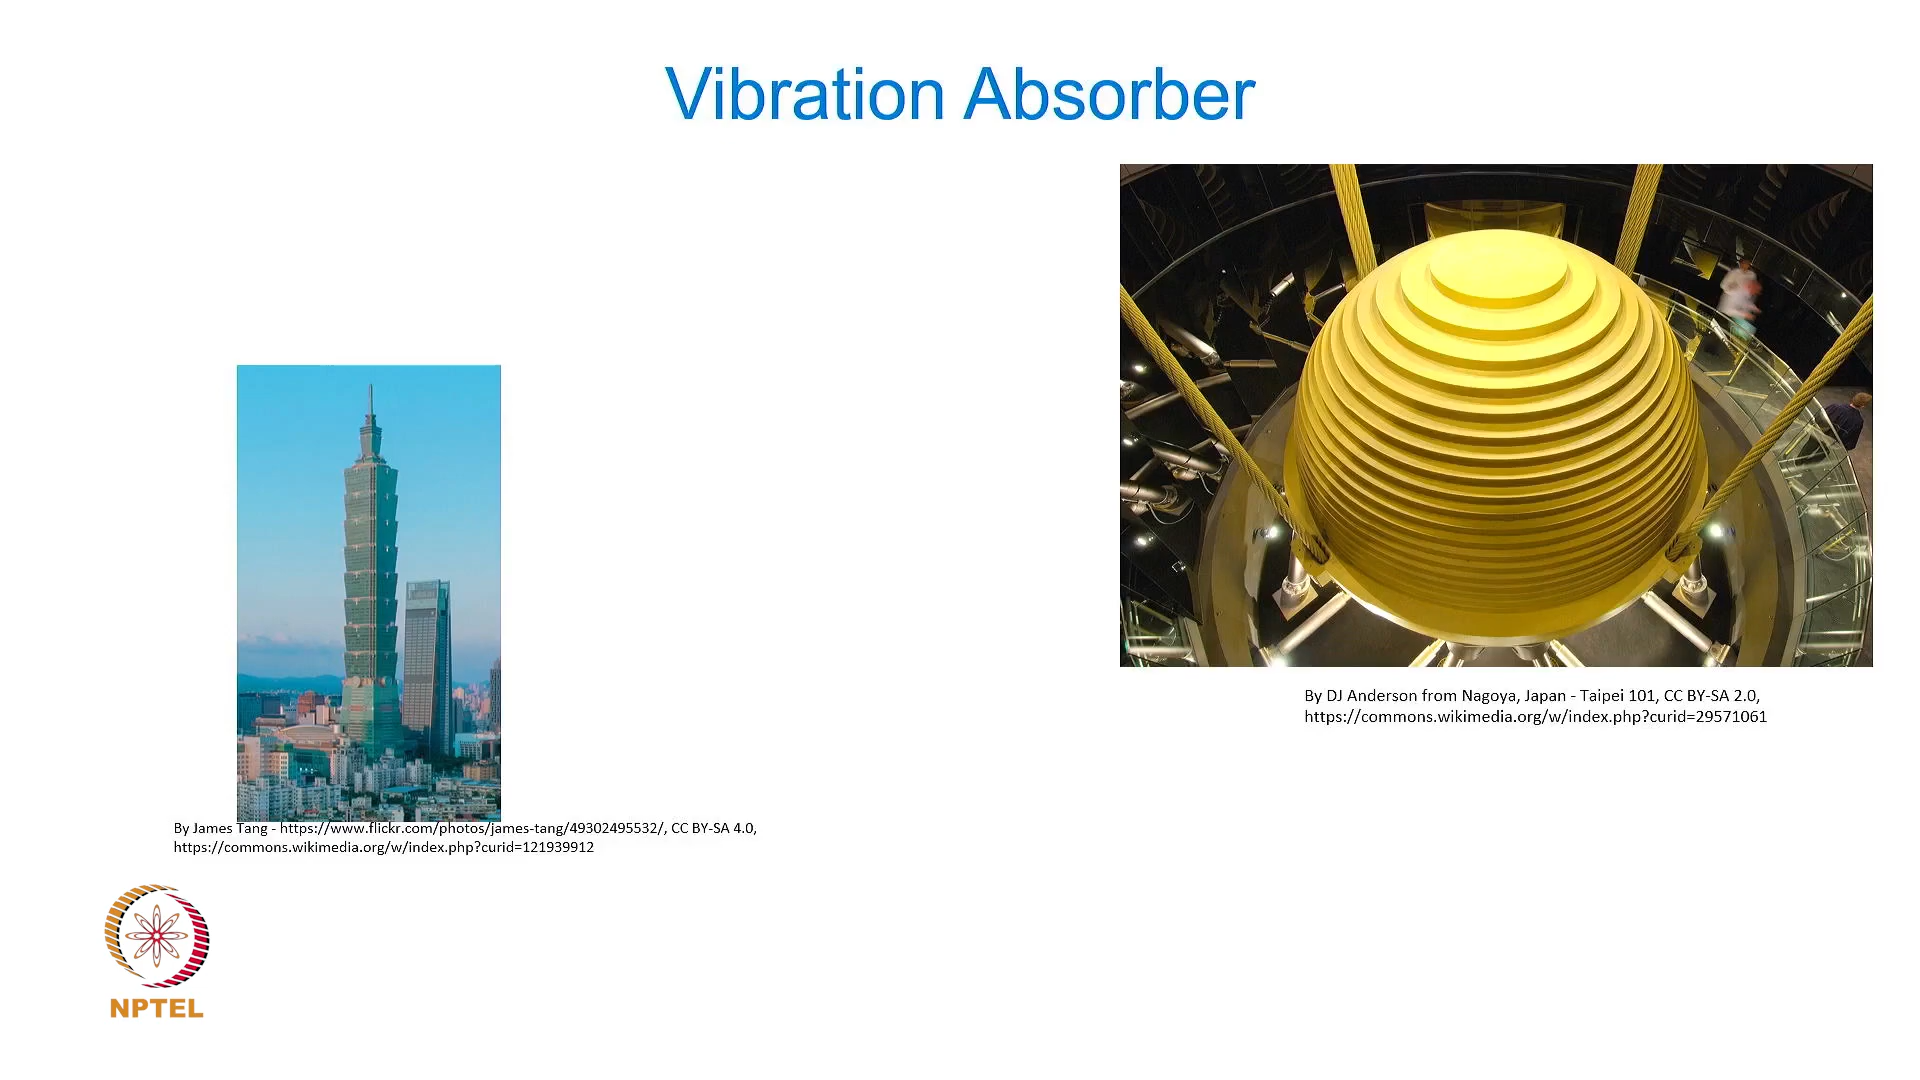 Vibration Absorber
By DJ Anderson from Nagoya, Japan - Taipei 101, CC BY-SA 2.0,
https://commons.wikimedia.org/w/index.php?curid=29571061
By James Tang - https://www.flickr.com/photos/james-tang/49302495532/, CC BY-SA 4.0,
https://commons.wikimedia.org/w/index.php?curid=121939912
NPTEL